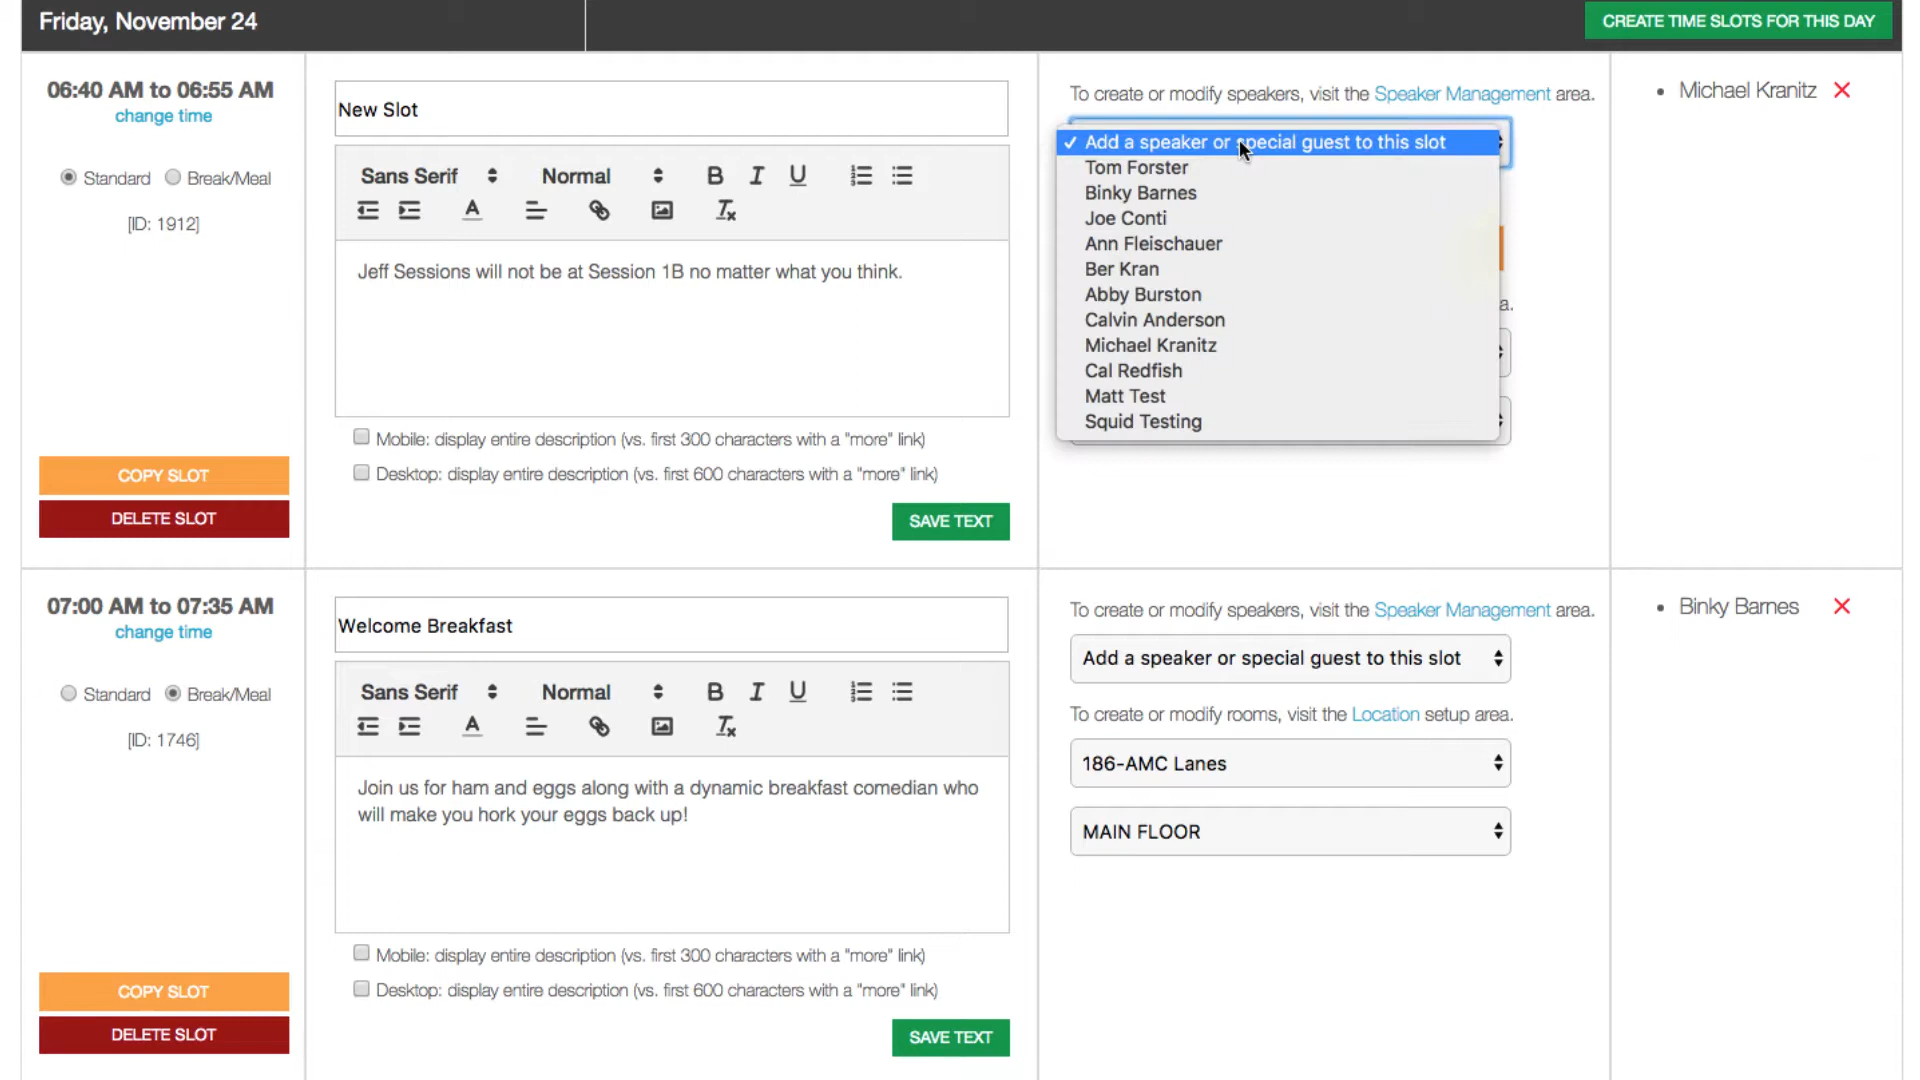 Friday, November 24
CREATE TIME SLOTS FOR THIS DAY
06:40 AM to 06:55 AM
change time
Standard Break/Meal
[ID: 1912]
COPY SLOT
DELETE SLOT
New Slot
Sans Serif Normal B I U
A
Jeff Sessions will not be at Session 1B no matter what you think.
Mobile: display entire description (vs. first 300 characters with a "more" link)
Desktop: display entire description (vs. first 600 characters with a "more" link)
SAVE TEXT
To create or modify speakers, visit the Speaker Management area.
✓ Add a speaker or special guest to this slot
Tom Forster
Binky Barnes
Joe Conti
Ann Fleischauer
Ber Kran
Abby Burston
Calvin Anderson
Michael Kranitz
Cal Redfish
Matt Test
Squid Testing
a.
• Michael Kranitz
07:00 AM to 07:35 AM
change time
Standard Break/Meal
[ID: 1746]
COPY SLOT
DELETE SLOT
Welcome Breakfast
Sans Serif Normal B I U
A
Join us for ham and eggs along with a dynamic breakfast comedian who
will make you hork your eggs back up!
Mobile: display entire description (vs. first 300 characters with a "more" link)
Desktop: display entire description (vs. first 600 characters with a "more" link)
SAVE TEXT
To create or modify speakers, visit the Speaker Management area.
Add a speaker or special guest to this slot
To create or modify rooms, visit the Location setup area.
186-AMC Lanes
MAIN FLOOR
• Binky Barnes